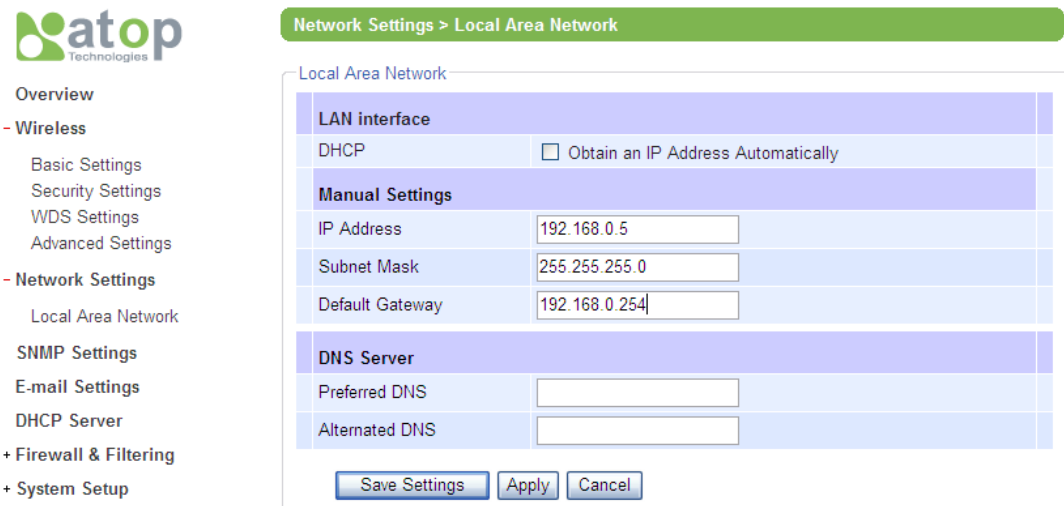 atop
Technologies
Overview
- Wireless
Basic Settings
Security Settings
WDS Settings
Advanced Settings
- Network Settings
Local Area Network
SNMP Settings
E-mail Settings
DHCP Server
+ Firewall & Filtering
+ System Setup
Network Settings > Local Area Network
Local Area Network
LAN interface
DHCP Obtain an IP Address Automatically
Manual Settings
IP Address 192.168.0.5
Subnet Mask 255.255.255.0
Default Gateway 192.168.0.254
DNS Server
Preferred DNS
Alternated DNS
Save Settings Apply Cancel